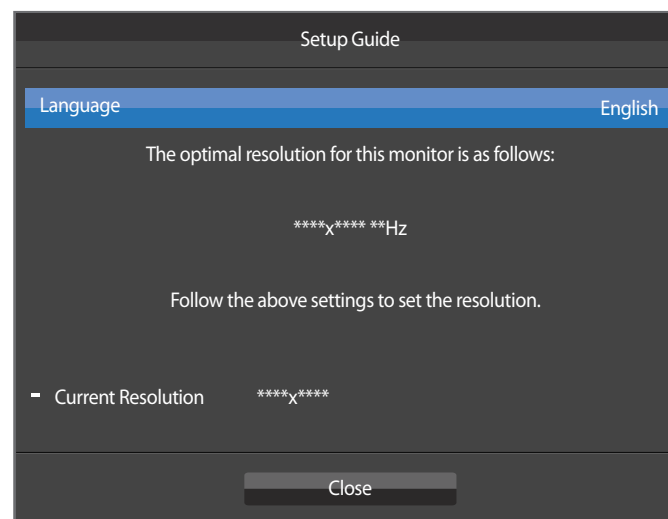 Setup Guide
Language English
The optimal resolution for this monitor is as follows:
****x**** **Hz
Follow the above settings to set the resolution.
- Current Resolution ****x****
Close